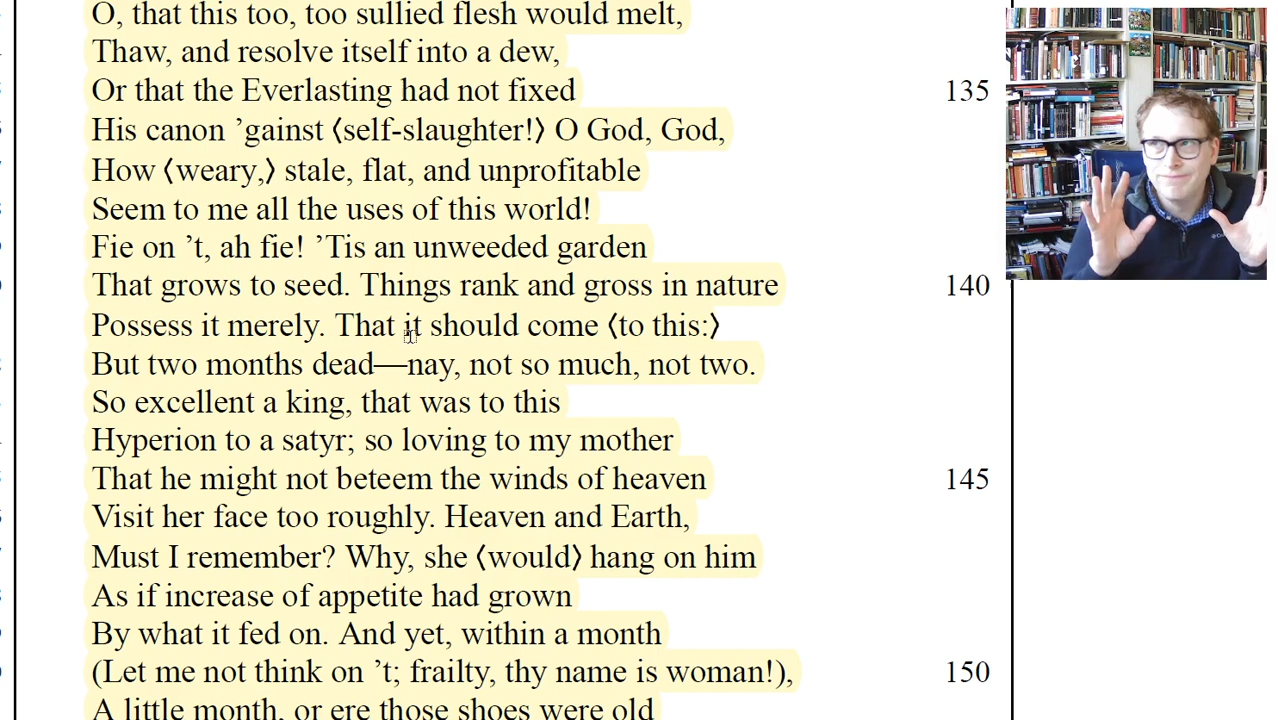 O, that this too, too sullied flesh would melt,
Thaw, and resolve itself into a dew,
Or that the Everlasting had not fixed
135
His canon ’gainst ⟨self-slaughter!⟩ O God, God,
How ⟨weary,⟩ stale, flat, and unprofitable
Seem to me all the uses of this world!
Fie on ’t, ah fie! ’Tis an unweeded garden
That grows to seed. Things rank and gross in nature
140
Possess it merely. That it should come ⟨to this:⟩
But two months dead—nay, not so much, not two.
So excellent a king, that was to this
Hyperion to a satyr; so loving to my mother
That he might not beteem the winds of heaven
145
Visit her face too roughly. Heaven and Earth,
Must I remember? Why, she ⟨would⟩ hang on him
As if increase of appetite had grown
By what it fed on. And yet, within a month
(Let me not think on ’t; frailty, thy name is woman!),
150
A little month, or ere those shoes were old